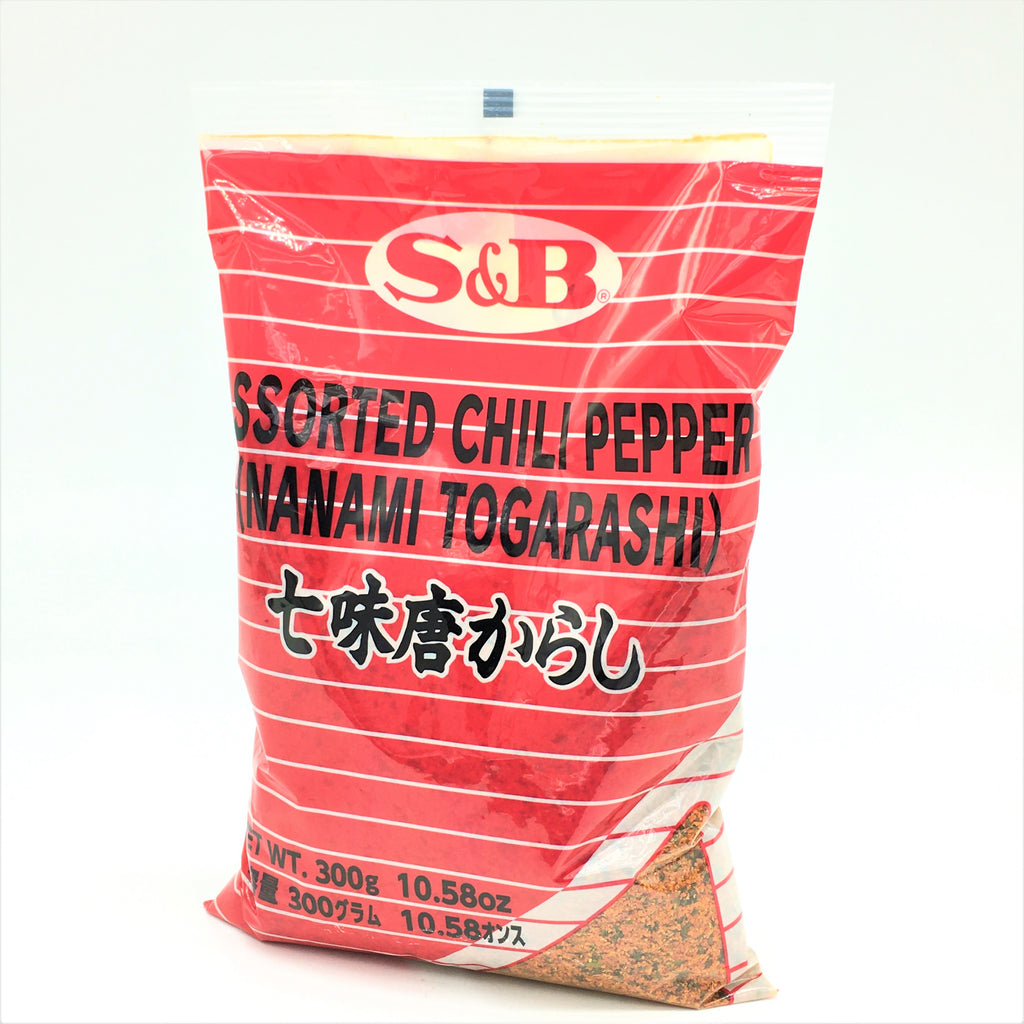 S&B®
SSORTED CHILI PEPPER
(NANAMI TOGARASHI)
七味唐からし
ET WT. 300g 10.58oz
量 300グラム 10.58オンス